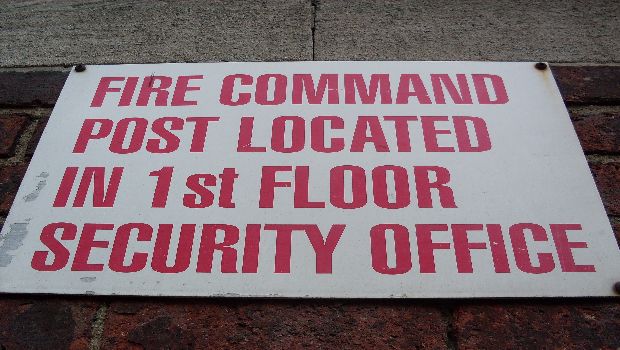 FIRE COMMAND
POST LOCATED
IN 1st FLOOR
SECURITY OFFICE